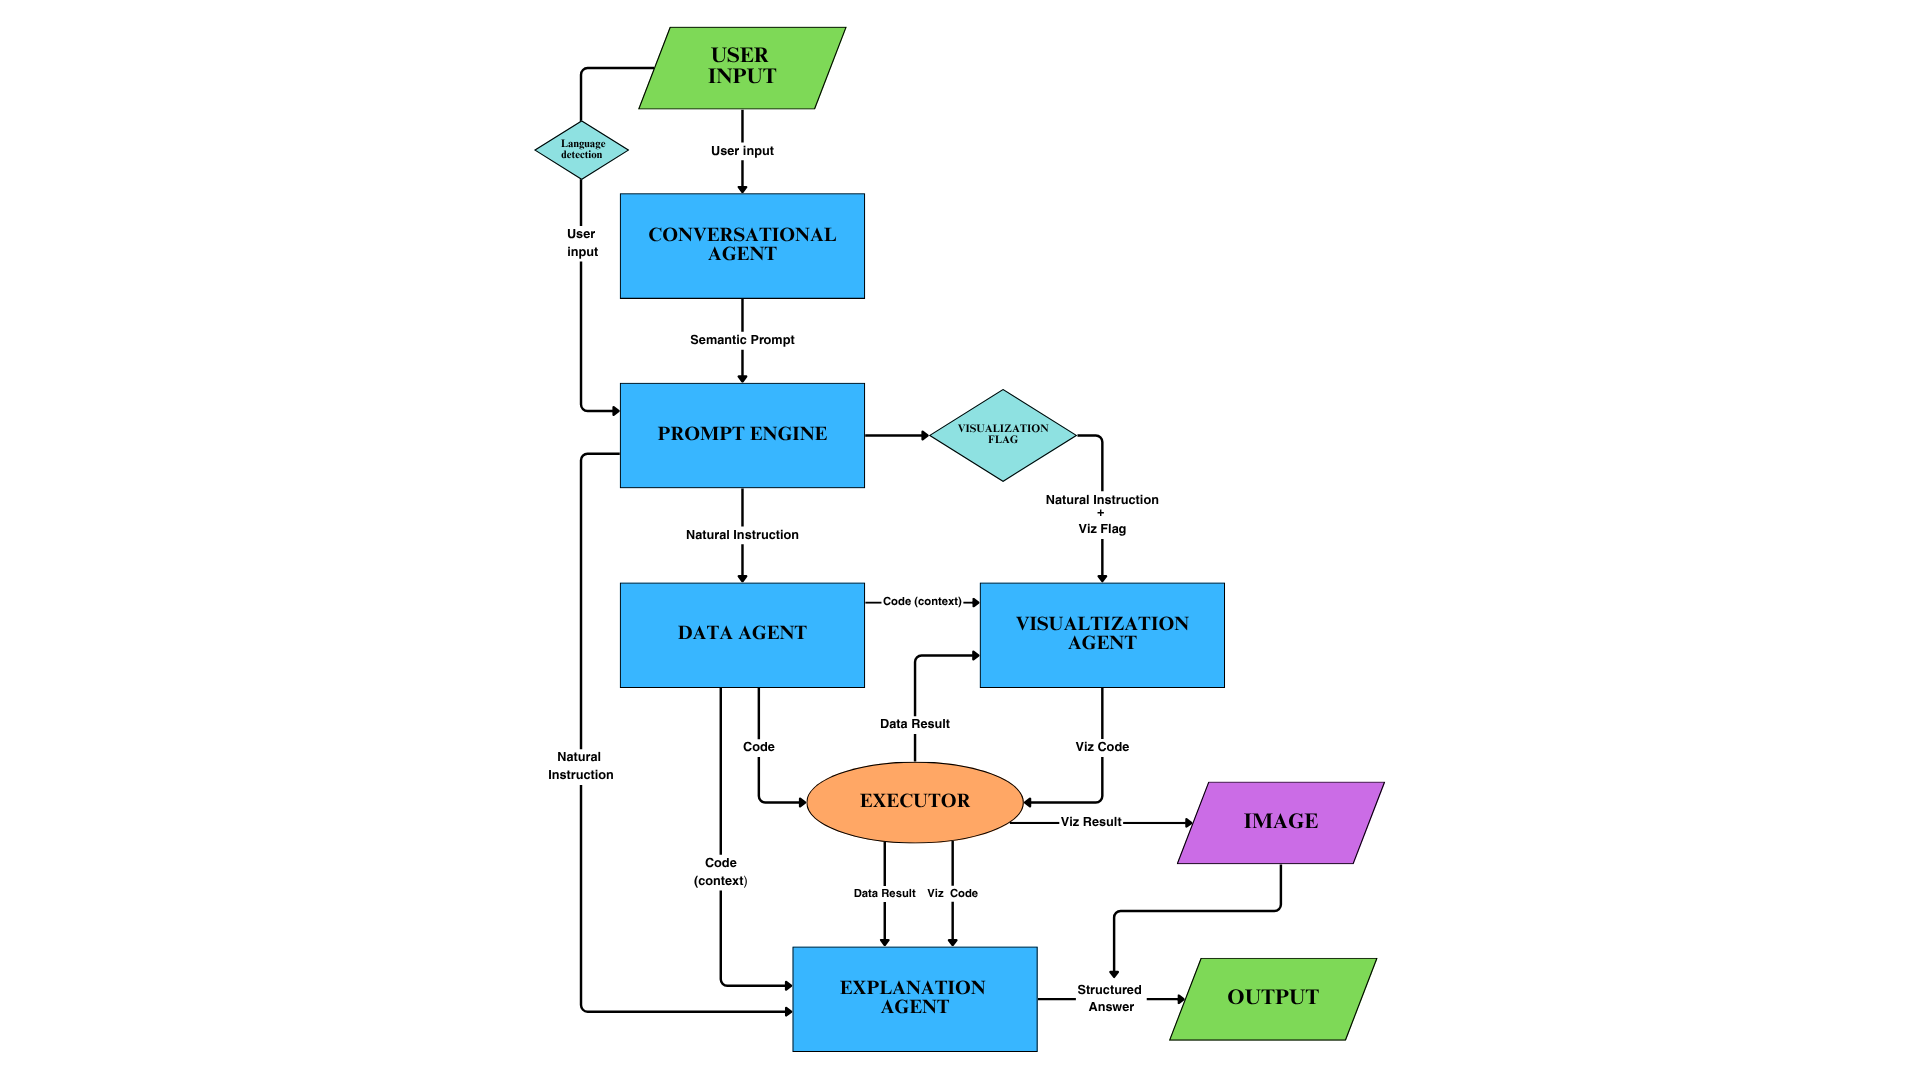 USER
INPUT
Language
detection
User input
User
input
CONVERSATIONAL
AGENT
Semantic Prompt
PROMPT ENGINE
VISUALIZATION
FLAG
Natural Instruction
+
Viz Flag
Natural Instruction
DATA AGENT
Code (context)
VISUALTIZATION
AGENT
Data Result
Code
Viz Code
Natural
Instruction
EXECUTOR
Viz Result
IMAGE
Code
(context)
Data Result
Viz Code
EXPLANATION
AGENT
Structured
Answer
OUTPUT